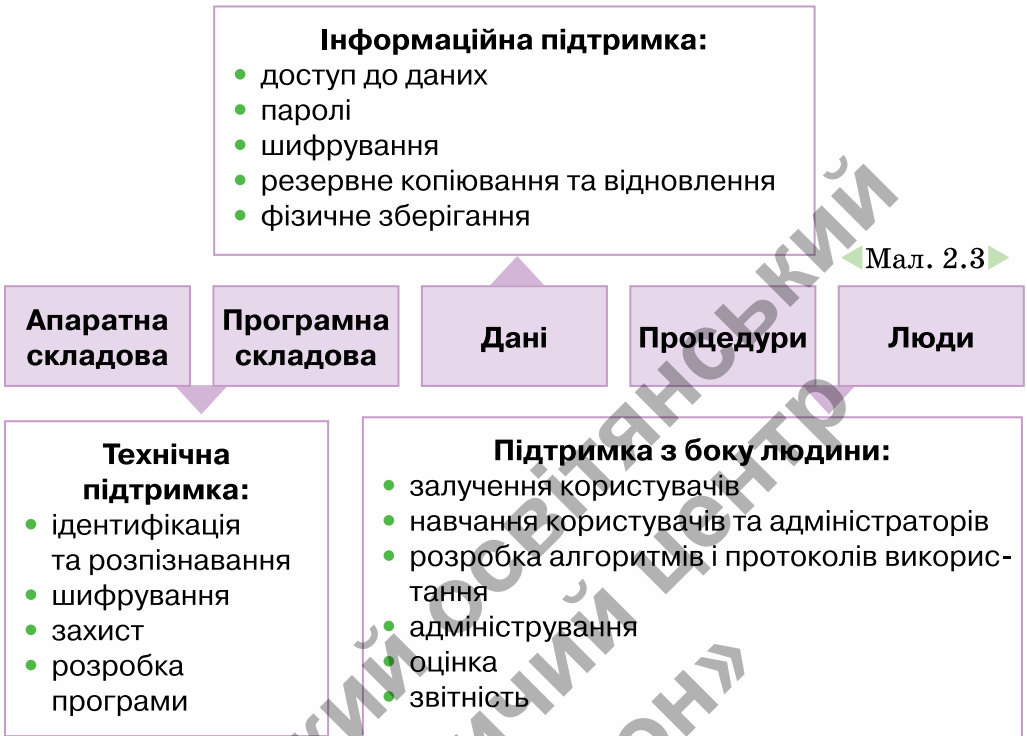 Інформаційна підтримка:
• доступ до даних
• паролі
• шифрування
• резервне копіювання та відновлення
• фізичне зберігання
Мал. 2.3
Апаратна
складова
Програмна
складова
Дані
Процедури
Люди
Технічна
підтримка:
• ідентифікація
та розпізнавання
• шифрування
• захист
• розробка
програми
Підтримка з боку людини:
• залучення користувачів
• навчання користувачів та адміністраторів
• розробка алгоритмів і протоколів викорис-
тання
• адміністрування
• оцінка
• звітність
освітянський
центр